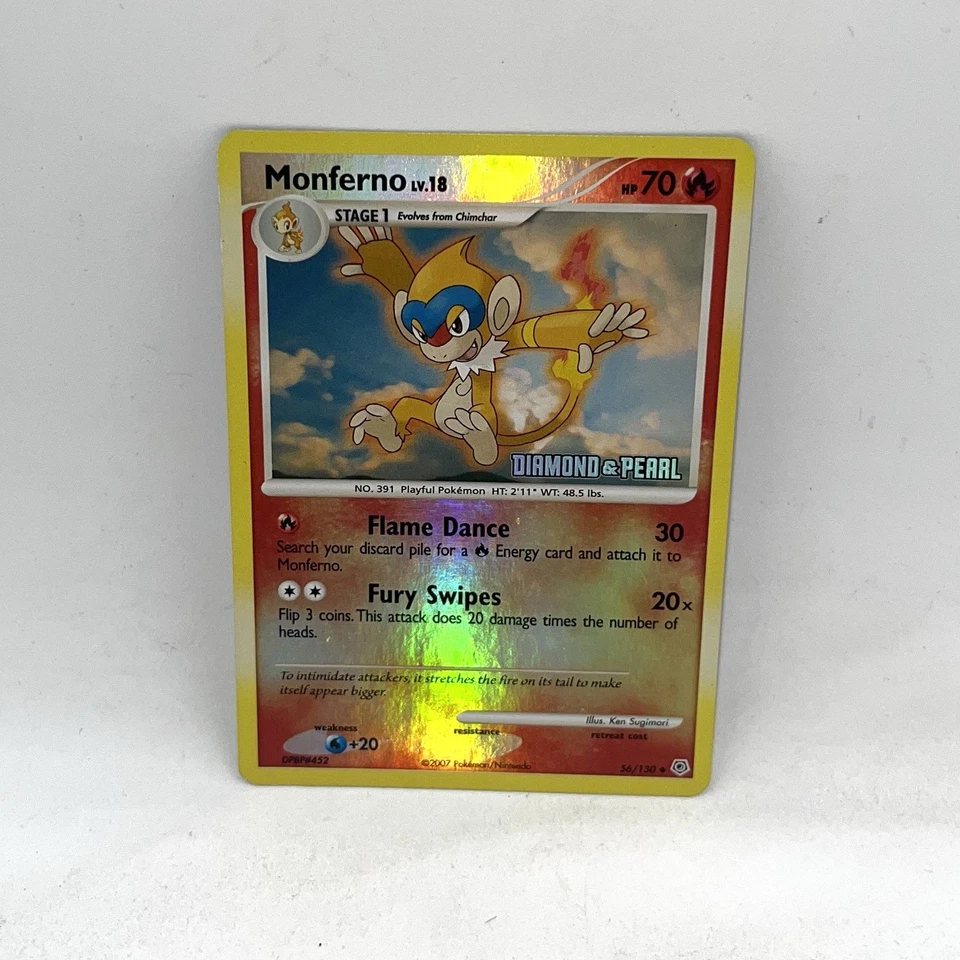 Monferno LV.18 HP 70
STAGE 1 Evolves from Chimchar
DIAMOND & PEARL
NO. 391 Playful Pokémon HT: 2'11" WT: 48.5 lbs.
Flame Dance 30
Search your discard pile for a Energy card and attach it to
Monferno.
Fury Swipes 20x
Flip 3 coins. This attack does 20 damage times the number of
heads.
To intimidate attackers, it stretches the fire on its tail to make
itself appear bigger.
Illus. Ken Sugimori
weakness resistance retreat cost
+20
DPBP#452 ©2007 Pokémon/Nintendo 56/130